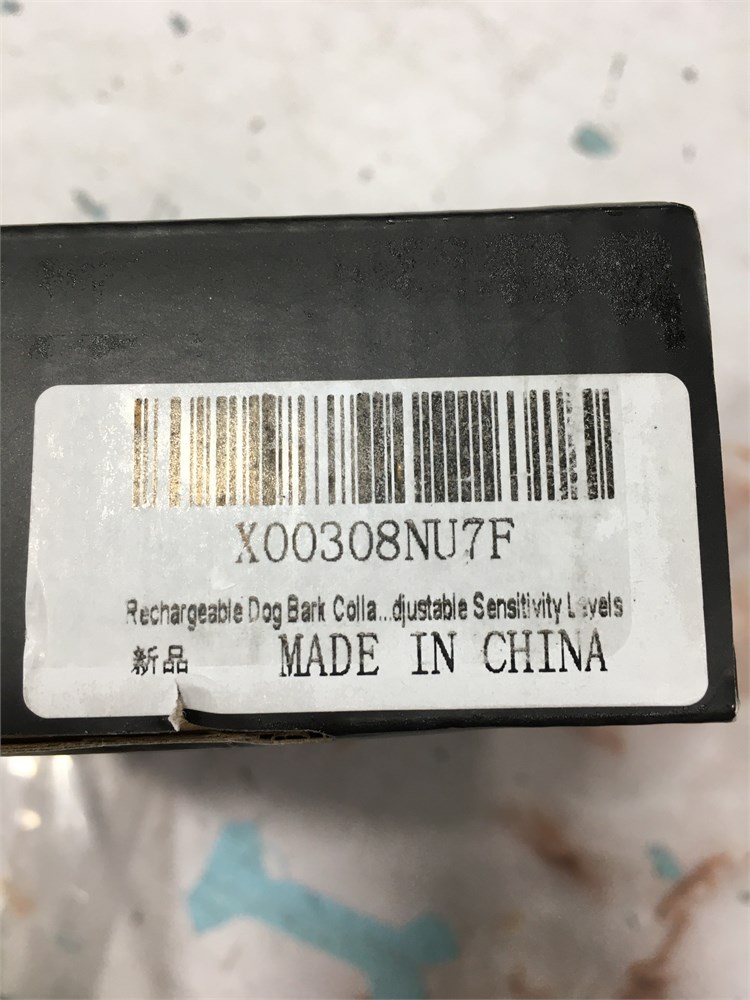 X00308NU7F
Rechargeable Dog Bark Colla...djustable Sensitivity Levels
新品 MADE IN CHINA